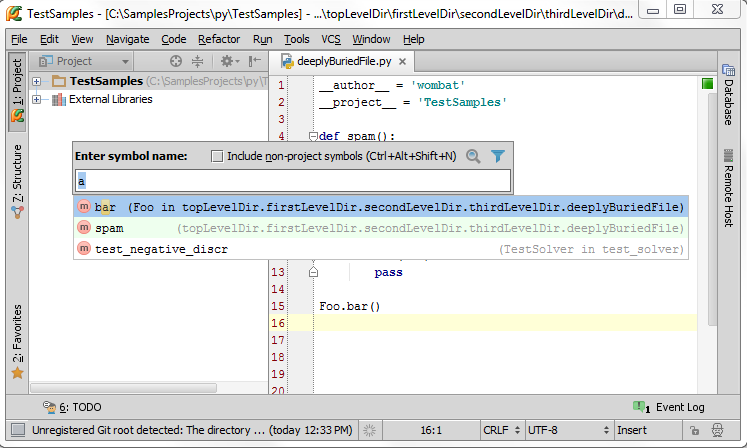 TestSamples - [C:\SamplesProjects\py\TestSamples] - ...\topLevelDir\firstLevelDir\secondLevelDir\thirdLevelDir\d...
File Edit View Navigate Code Refactor Run Tools VCS Window Help
1: Project
Z: Structure
2: Favorites
Project
TestSamples (C:\SamplesProjects\py\T
External Libraries
deeplyBuriedFile.py
1 __author__ = 'wombat'
2 __project__ = 'TestSamples'
3
4 def spam():
Enter symbol name: Include non-project symbols (Ctrl+Alt+Shift+N)
a
m bar (Foo in topLevelDir.firstLevelDir.secondLevelDir.thirdLevelDir.deeplyBuriedFile)
m spam (topLevelDir.firstLevelDir.secondLevelDir.thirdLevelDir.deeplyBuriedFile)
m test_negative_discr (TestSolver in test_solver)
13 pass
14
15 Foo.bar()
16
17
18
19
20
Database
Remote Host
6: TODO
1 Event Log
Unregistered Git root detected: The directory ... (today 12:33 PM) 16:1 CRLF UTF-8 Insert